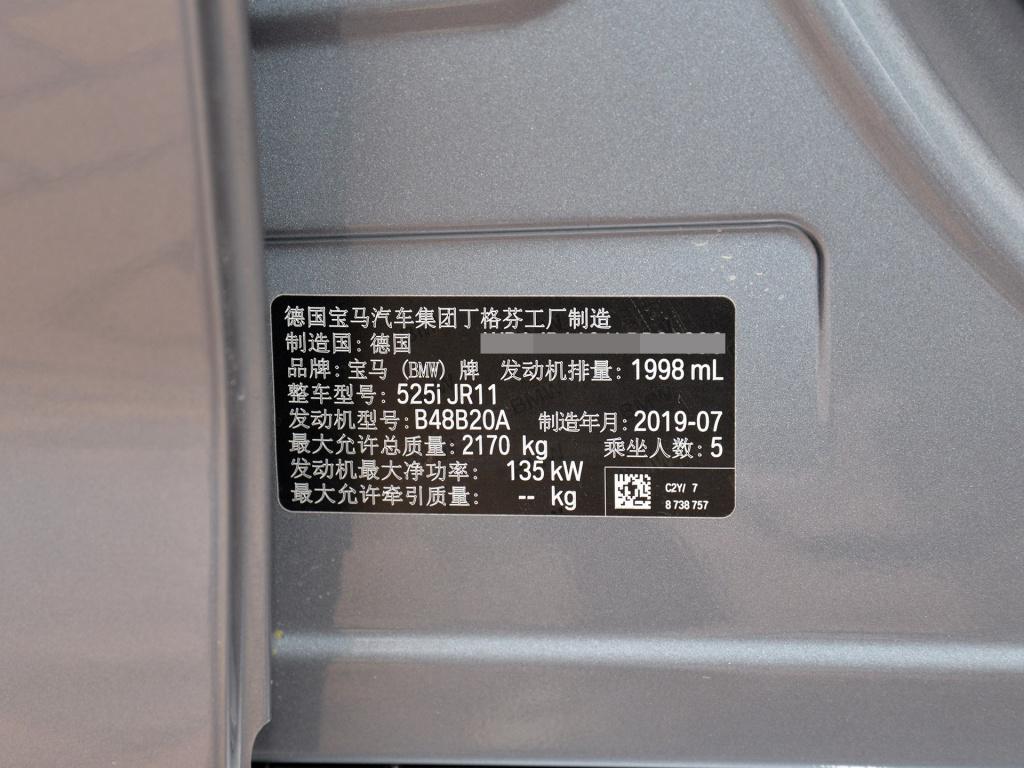 德国宝马汽车集团丁格芬工厂制造
制造国：德国
品牌：宝马 (BMW) 牌 发动机排量：1998 mL
整车型号：525i JR11
发动机型号：B48B20A 制造年月：2019-07
最大允许总质量：2170 kg 乘坐人数：5
发动机最大净功率： 135 kW
最大允许牵引质量： -- kg
C2Y/ 7
8 738 757